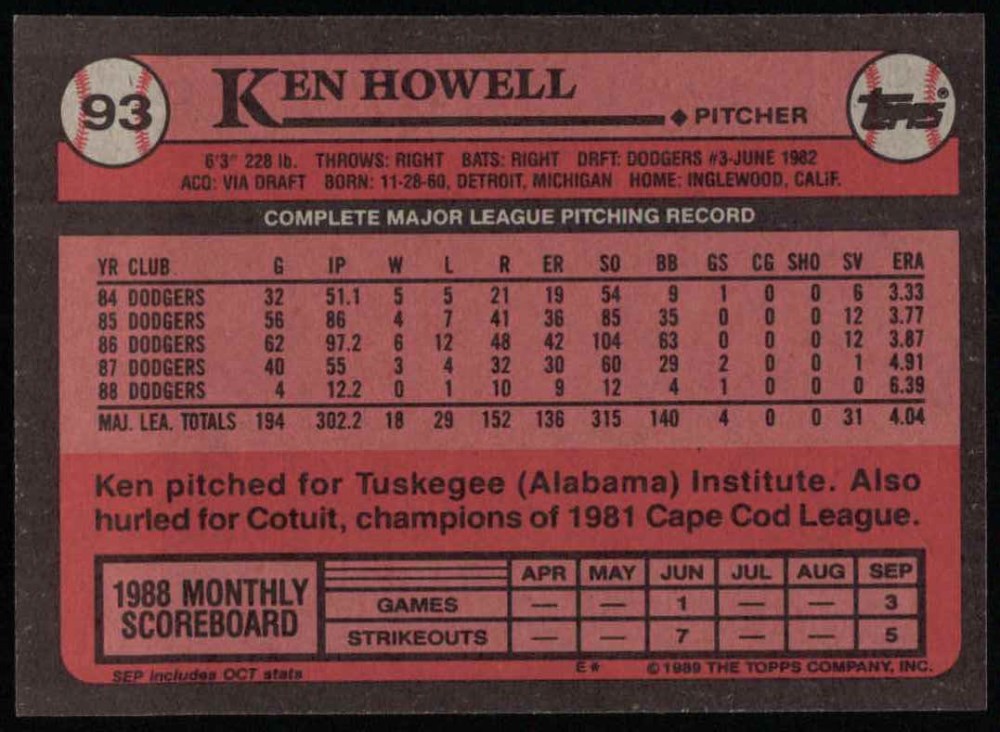 93
KEN HOWELL
◆ PITCHER
TOPPS®
6'3" 228 lb. THROWS: RIGHT BATS: RIGHT DRFT: DODGERS #3-JUNE 1982
ACQ: VIA DRAFT BORN: 11-28-60, DETROIT, MICHIGAN HOME: INGLEWOOD, CALIF.
COMPLETE MAJOR LEAGUE PITCHING RECORD
YR CLUB G IP W L R ER SO BB GS CG SHO SV ERA
84 DODGERS 32 51.1 5 5 21 19 54 9 1 0 0 6 3.33
85 DODGERS 56 86 4 7 41 36 85 35 0 0 0 12 3.77
86 DODGERS 62 97.2 6 12 48 42 104 63 0 0 0 12 3.87
87 DODGERS 40 55 3 4 32 30 60 29 2 0 0 1 4.91
88 DODGERS 4 12.2 0 1 10 9 12 4 1 0 0 0 6.39
MAJ. LEA. TOTALS 194 302.2 18 29 152 136 315 140 4 0 0 31 4.04
Ken pitched for Tuskegee (Alabama) Institute. Also
hurled for Cotuit, champions of 1981 Cape Cod League.
1988 MONTHLY
SCOREBOARD
APR MAY JUN JUL AUG SEP
GAMES — — 1 — — 3
STRIKEOUTS — — 7 — — 5
SEP includes OCT stats
E* ©1989 THE TOPPS COMPANY, INC.